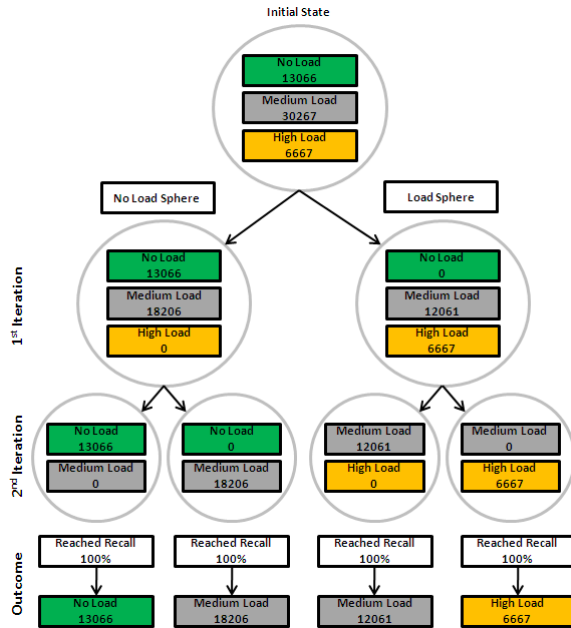 Initial State
No Load
13066
Medium Load
30267
High Load
6667
No Load Sphere
Load Sphere
1st Iteration
No Load
13066
Medium Load
18206
High Load
0
No Load
0
Medium Load
12061
High Load
6667
2nd Iteration
No Load
13066
Medium Load
0
No Load
0
Medium Load
18206
Medium Load
12061
High Load
0
Medium Load
0
High Load
6667
Outcome
Reached Recall
100%
Reached Recall
100%
Reached Recall
100%
Reached Recall
100%
No Load
13066
Medium Load
18206
Medium Load
12061
High Load
6667